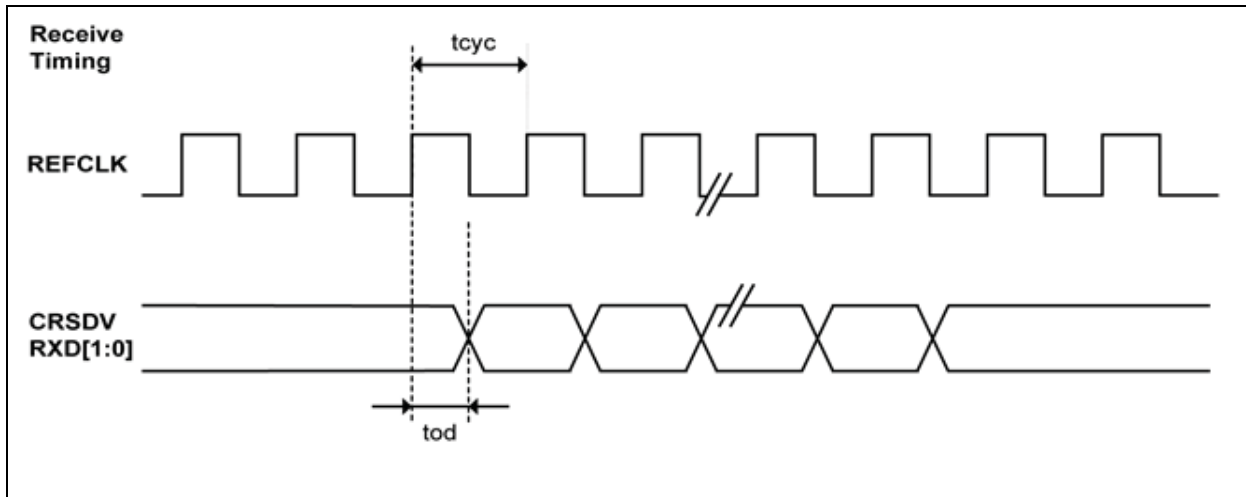 Receive
Timing
tcyc
REFCLK
CRSDV
RXD[1:0]
tod